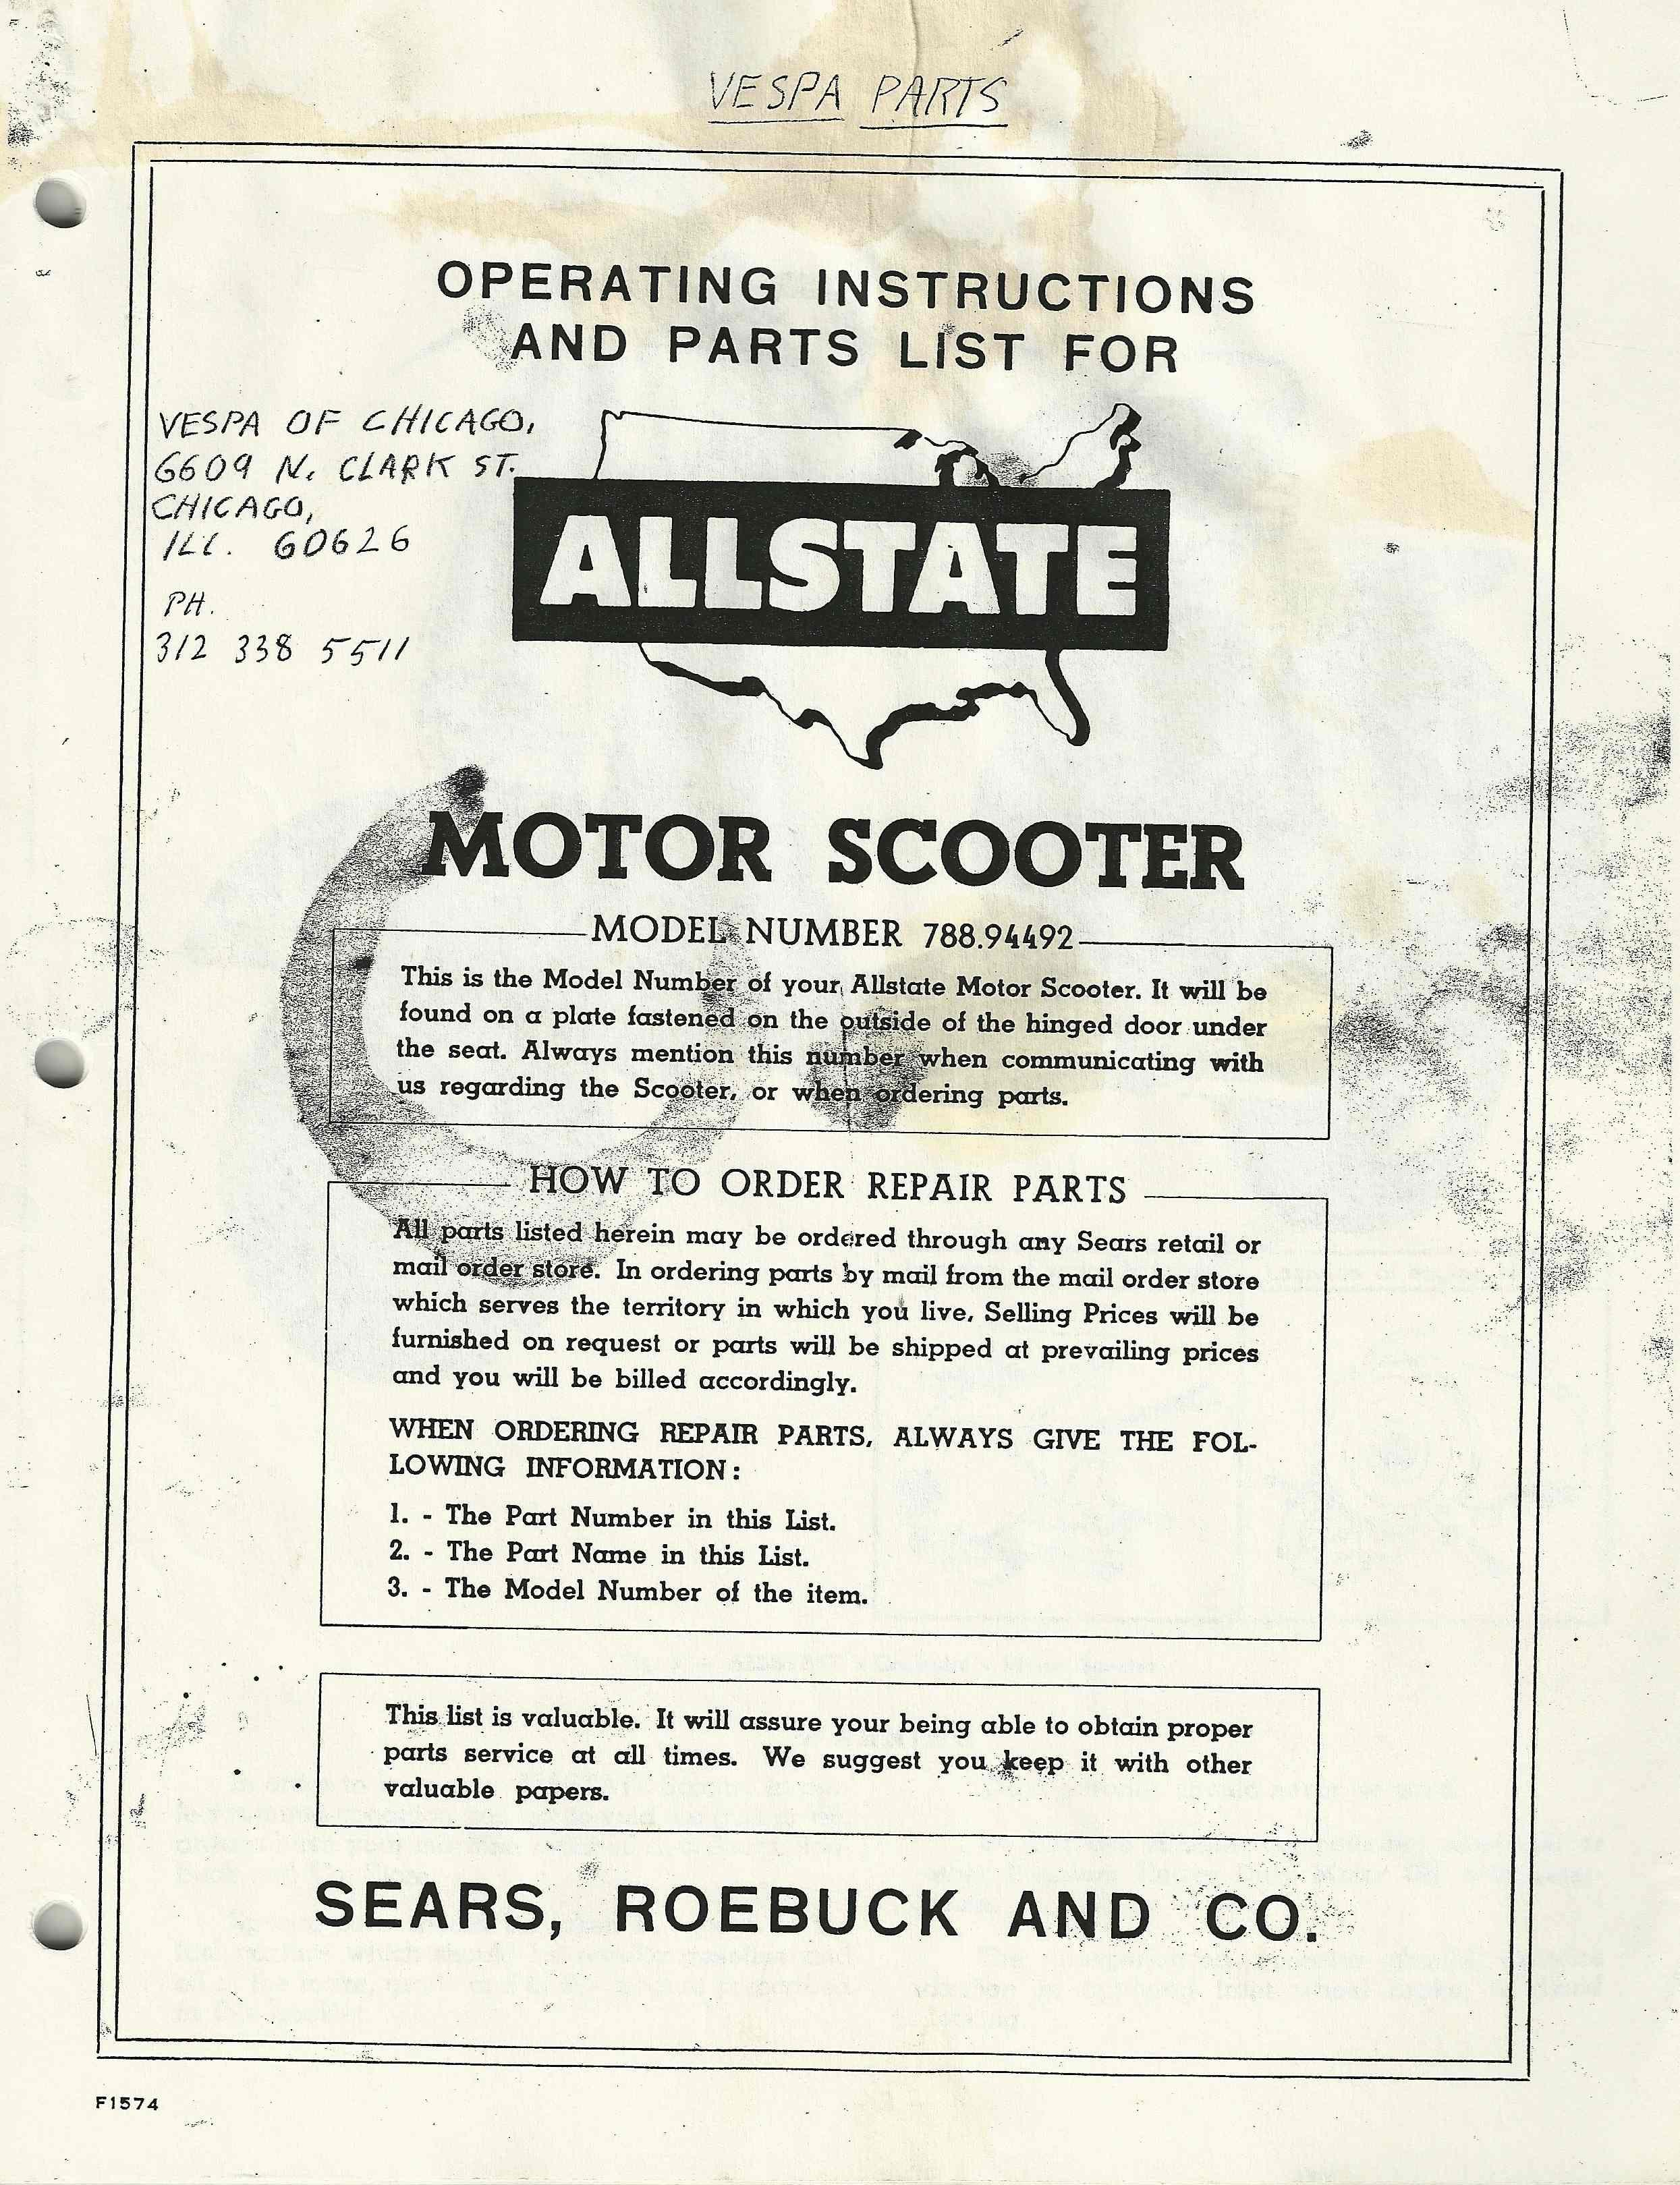 VESPA PARTS
OPERATING INSTRUCTIONS
AND PARTS LIST FOR
VESPA OF CHICAGO,
6609 N. CLARK ST.
CHICAGO,
ILL. 60626
PH.
312 338 5511
ALLSTATE
MOTOR SCOOTER
MODEL NUMBER 788.94492
This is the Model Number of your Allstate Motor Scooter. It will be
found on a plate fastened on the outside of the hinged door under
the seat. Always mention this number when communicating with
us regarding the Scooter, or when ordering parts.
HOW TO ORDER REPAIR PARTS
All parts listed herein may be ordered through any Sears retail or
mail order store. In ordering parts by mail from the mail order store
which serves the territory in which you live, Selling Prices will be
furnished on request or parts will be shipped at prevailing prices
and you will be billed accordingly.
WHEN ORDERING REPAIR PARTS, ALWAYS GIVE THE FOL-
LOWING INFORMATION:
1. - The Part Number in this List.
2. - The Part Name in this List.
3. - The Model Number of the item.
This list is valuable. It will assure your being able to obtain proper
parts service at all times. We suggest you keep it with other
valuable papers.
SEARS, ROEBUCK AND CO.
F1574